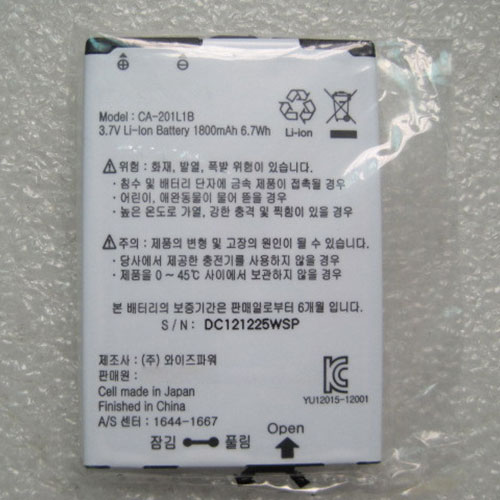 Model: CA-201L1B
3.7V Li-Ion Battery 1800mAh 6.7Wh
Li-ion
위험 : 화재, 발열, 폭발 위험이 있습니다.
· 침수 및 배터리 단자에 금속 제품이 접촉될 경우
· 어린이, 애완동물이 물어 뜯을 경우
· 높은 온도로 가열, 강한 충격 및 찍힘이 있을 경우
주의 : 제품의 변형 및 고장의 원인이 될 수 있습니다.
· 당사에서 제공한 충전기를 사용하지 않을 경우
· 제품을 0 ~ 45℃ 사이에서 보관하지 않을 경우
본 배터리의 보증기간은 판매일로부터 6개월 입니다.
S / N : DC121225WSP
제조사 : (주) 와이즈파워
판매원 :
Cell made in Japan
Finished in China
A/S 센터 : 1644-1667
YU12015-12001
잠김 풀림
Open